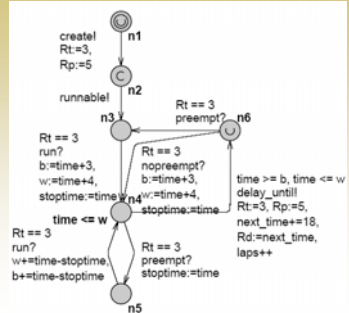 n1
create!
Rt:=3,
Rp:=5
C
n2
runnable!
n3
Rt == 3
preempt?
n6
Rt == 3
run?
b:=time+3,
w:=time+4,
stoptime:=time
Rt == 3
nopreempt?
b:=time+3,
w:=time+4,
stoptime:=time
n4
time <= w
time >= b, time <= w
delay_until!
Rt:=3, Rp:=5,
next_time+=18,
Rd:=next_time,
laps++
Rt == 3
run?
w+=time-stoptime,
b+=time-stoptime
Rt == 3
preempt?
stoptime:=time
n5